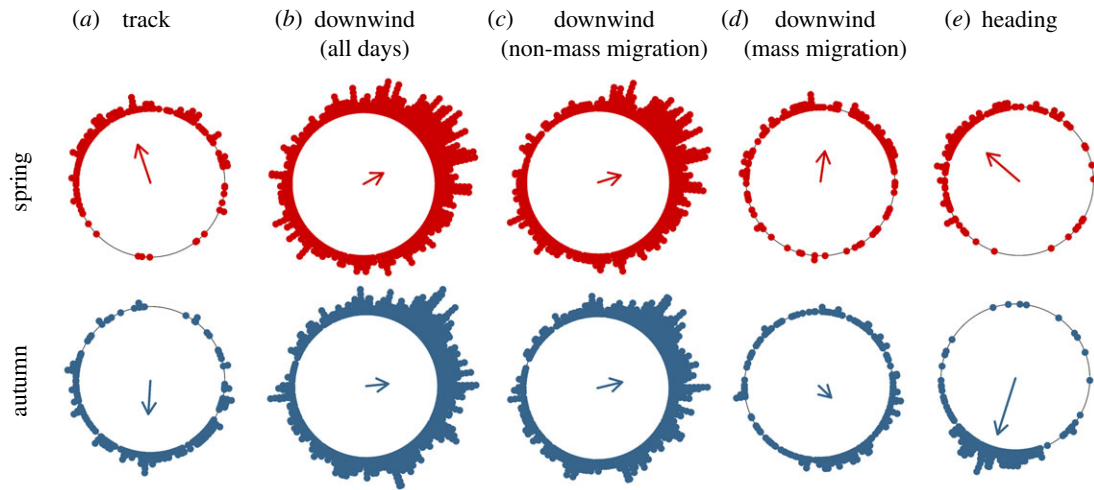 (a) track
(b) downwind
(all days)
(c) downwind
(non-mass migration)
(d) downwind
(mass migration)
(e) heading
spring
autumn